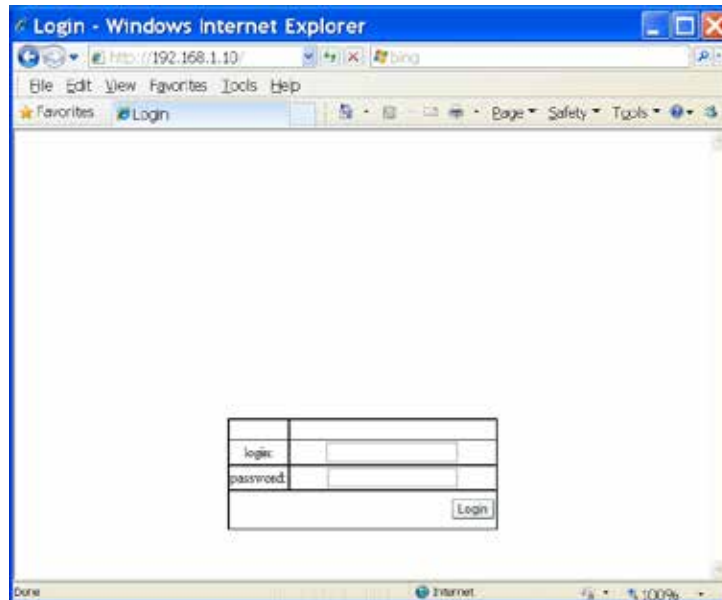 Login - Windows Internet Explorer
http://192.168.1.10/ bing
File Edit View Favorites Tools Help
Favorites Login Page Safety Tools
login:
password:
Login
Done Internet 100%